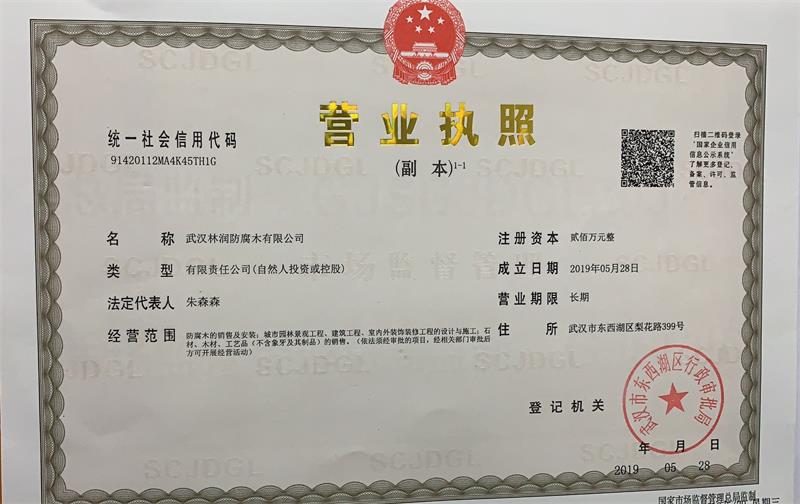 营业执照
(副 本)1-1
统一社会信用代码
91420112MA4K45TH1G
扫描二维码登录
'国家企业信用
信息公示系统'
了解更多登记、
备案、许可、监
管信息。
名 称 武汉林润防腐木有限公司
类 型 有限责任公司(自然人投资或控股)
法定代表人 朱森森
经营范围 防腐木的销售及安装；城市园林景观工程、建筑工程、室内外装饰装修工程的设计与施工；石
材、木材、工艺品（不含象牙及其制品）的销售。（依法须经审批的项目，经相关部门审批后
方可开展经营活动）
注册资本 贰佰万元整
成立日期 2019年05月28日
营业期限 长期
住 所 武汉市东西湖区梨花路399号
登记机关
武汉市东西湖区行政审批局
年 月 日
2019 05 28
国家市场监督管理总局监制
SCJDGL
SCJDGL
SCJDGL
市场监督管理
SCJDGL
SCJDGL
SCJDGL